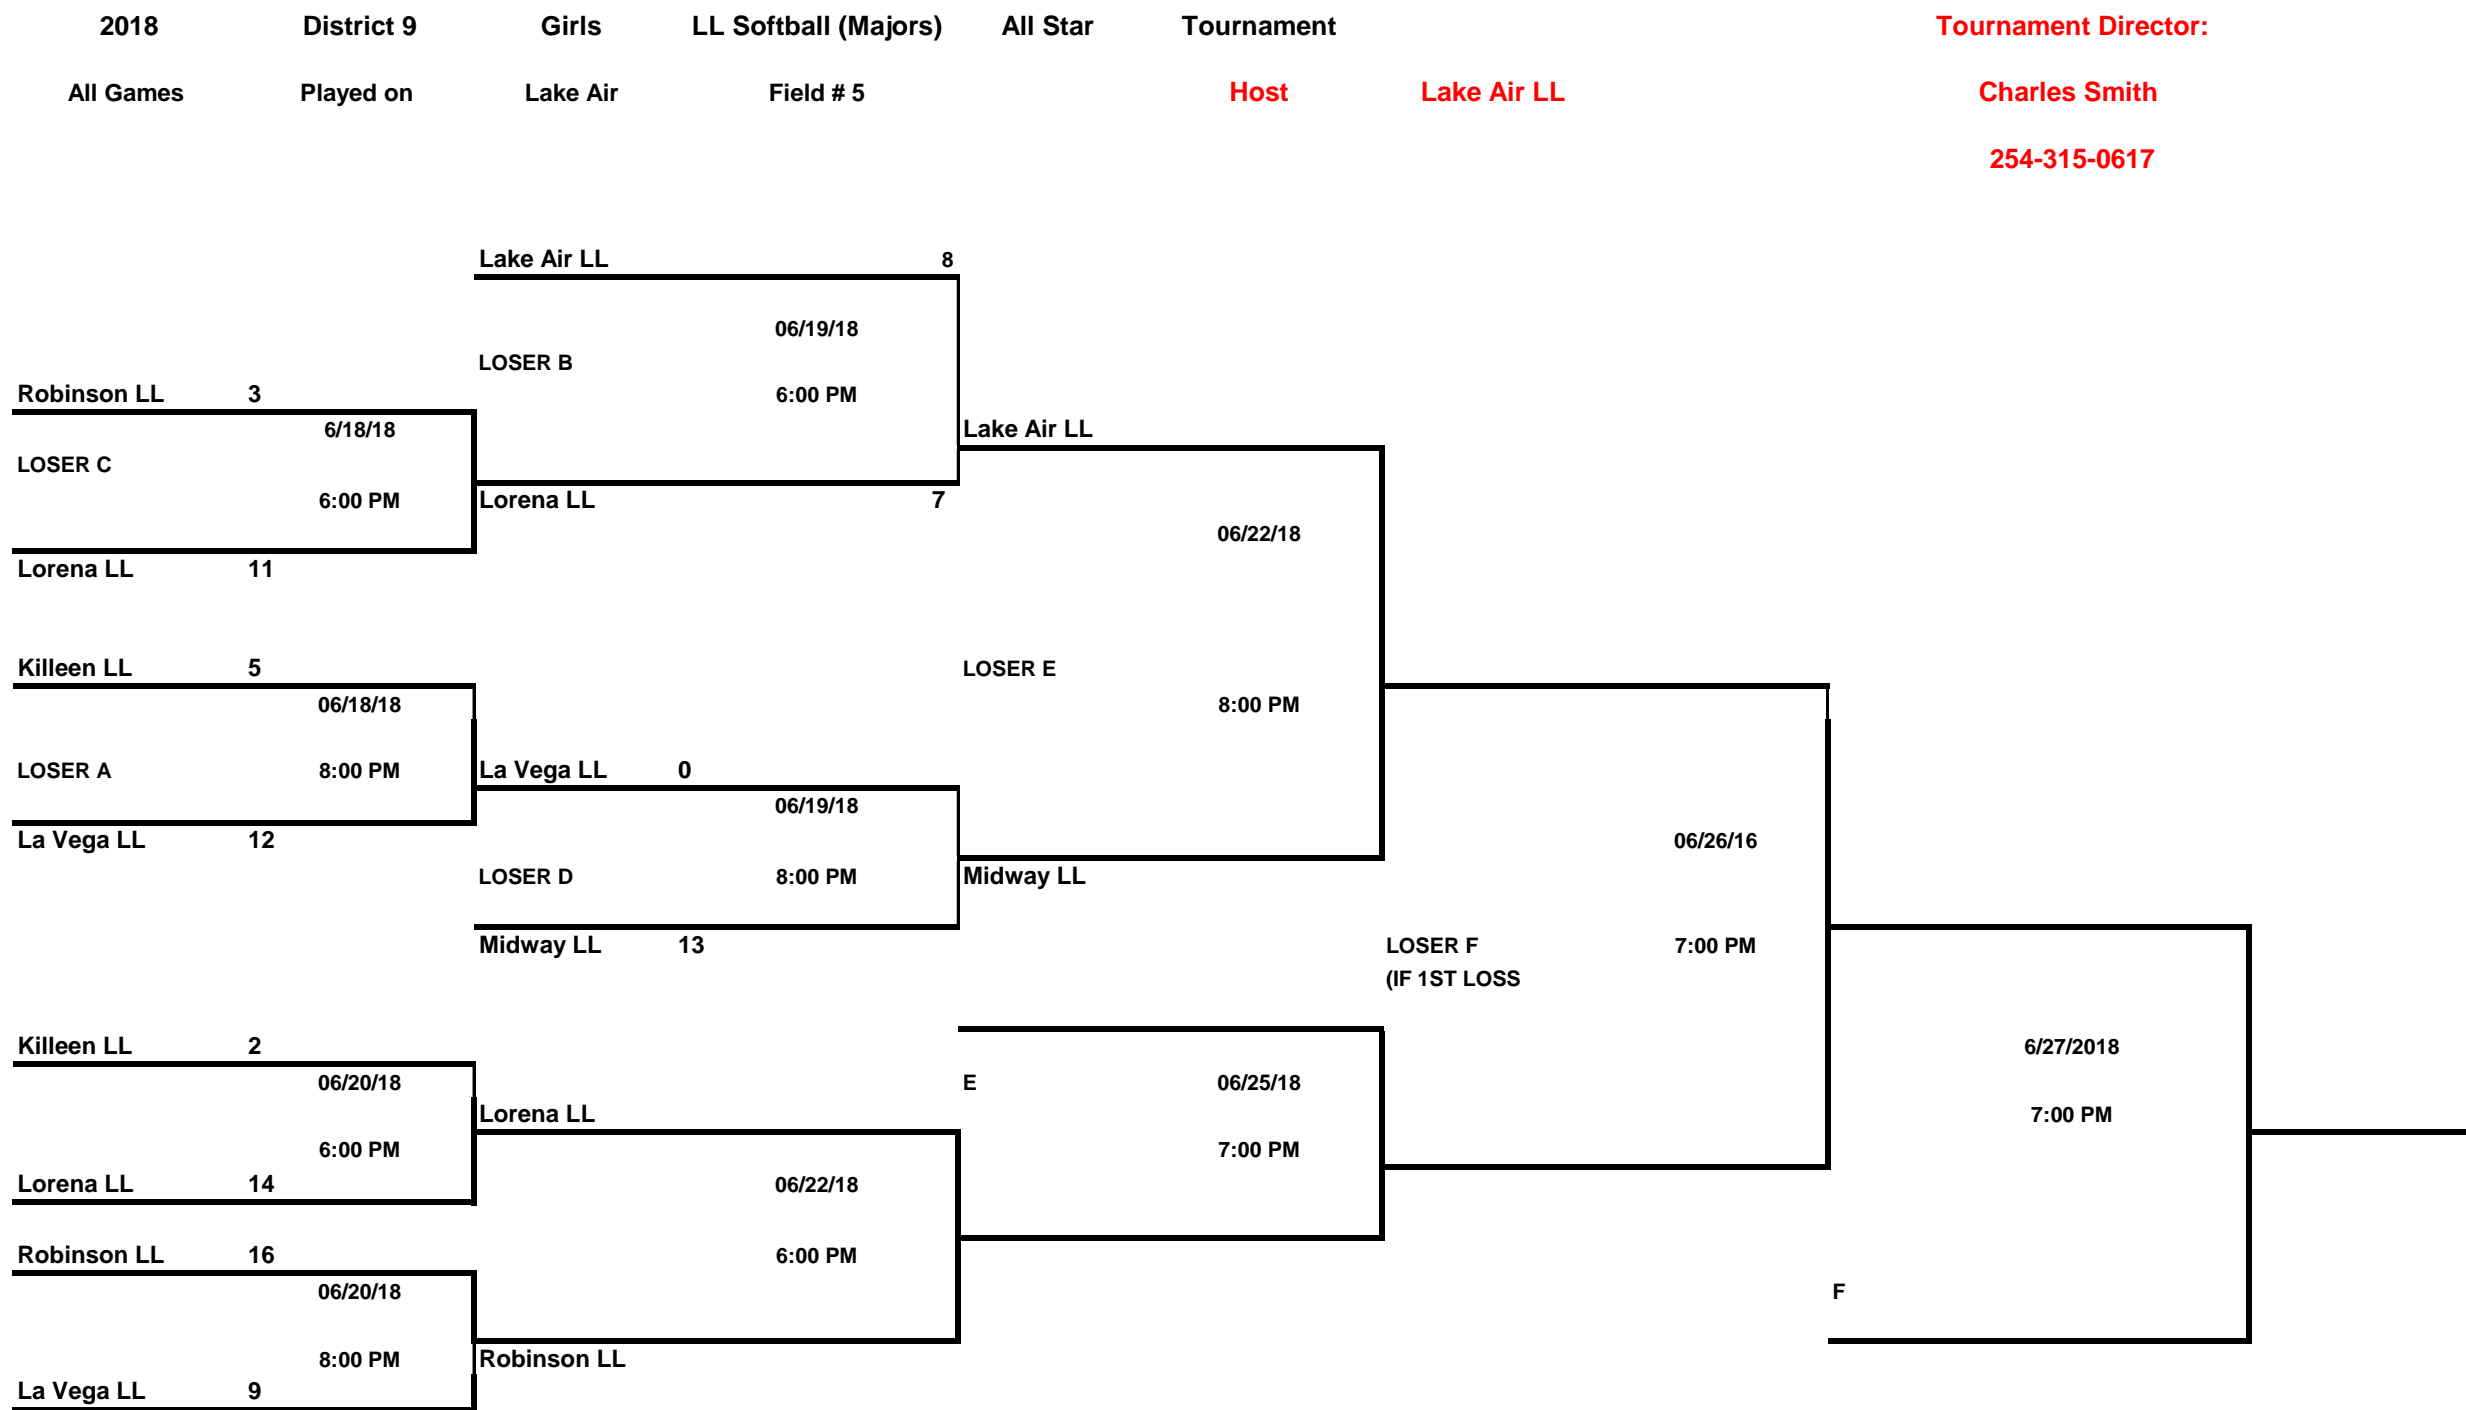 2018 District 9 Girls LL Softball (Majors) All Star Tournament Tournament Director:
All Games Played on Lake Air Field # 5 Host Lake Air LL Charles Smith
254-315-0617
Lake Air LL 8
06/19/18
LOSER B
Robinson LL 3 6:00 PM
6/18/18 Lake Air LL
LOSER C
6:00 PM Lorena LL 7
06/22/18
Lorena LL 11
Killeen LL 5 LOSER E
06/18/18 8:00 PM
LOSER A 8:00 PM La Vega LL 0
06/19/18
La Vega LL 12 06/26/16
LOSER D 8:00 PM Midway LL
Midway LL 13 LOSER F 7:00 PM
(IF 1ST LOSS
Killeen LL 2 6/27/2018
06/20/18 E 06/25/18
Lorena LL 7:00 PM
6:00 PM 7:00 PM
Lorena LL 14 06/22/18
Robinson LL 16 6:00 PM
06/20/18 F
8:00 PM Robinson LL
La Vega LL 9